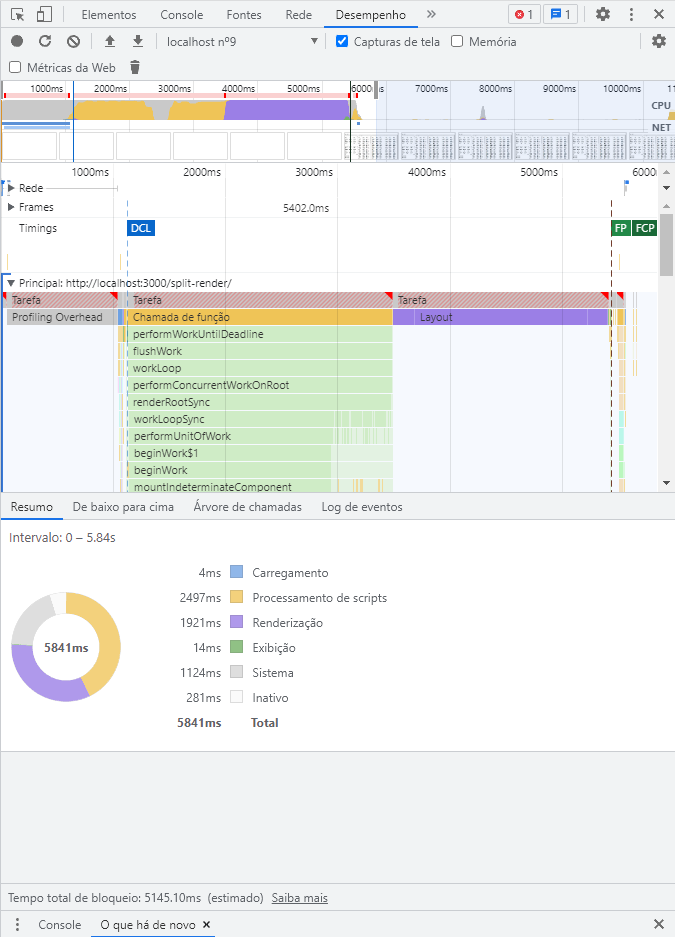 Elementos Console Fontes Rede Desempenho » 1 1
localhost nº9 Capturas de tela Memória
Métricas da Web
1000ms 2000ms 3000ms 4000ms 5000ms 6000ms 7000ms 8000ms 9000ms 10000ms 11
CPU
NET
1000ms 2000ms 3000ms 4000ms 5000ms 6000
Rede
Frames 5402.0ms
Timings DCL FP FCP
Principal: http://localhost:3000/split-render/
Tarefa Tarefa Tarefa
Profiling Overhead Chamada de função Layout
performWorkUntilDeadline
flushWork
workLoop
performConcurrentWorkOnRoot
renderRootSync
workLoopSync
performUnitOfWork
beginWork$1
beginWork
mountIndeterminateComponent
Resumo De baixo para cima Árvore de chamadas Log de eventos
Intervalo: 0 – 5.84s
4ms Carregamento
2497ms Processamento de scripts
1921ms Renderização
5841ms
14ms Exibição
1124ms Sistema
281ms Inativo
5841ms Total
Tempo total de bloqueio: 5145.10ms (estimado) Saiba mais
Console O que há de novo ×